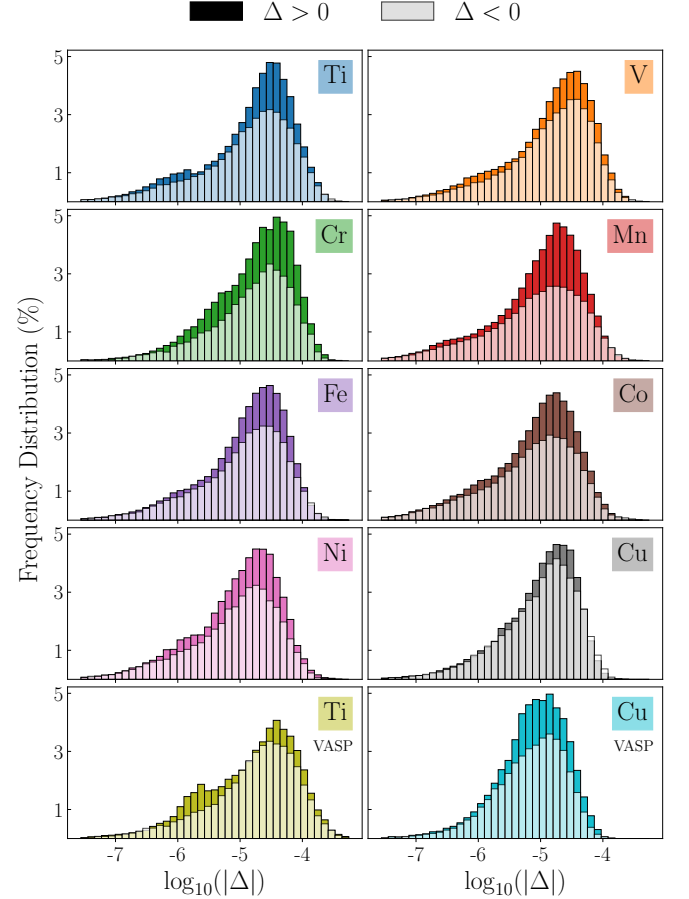 Δ > 0 Δ < 0
5
3
1
Ti
V
5
3
1
Cr
Mn
Frequency Distribution (%)
5
3
1
Fe
Co
5
3
1
Ni
Cu
5
3
1
Ti
VASP
Cu
VASP
-7 -6 -5 -4 -7 -6 -5 -4
log₁₀(|Δ|) log₁₀(|Δ|)